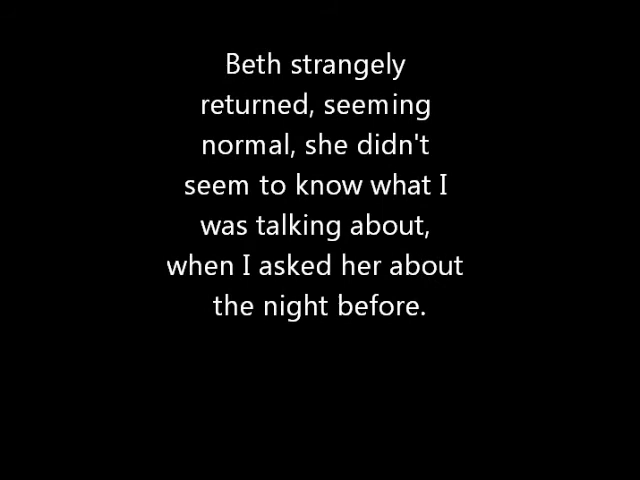 Beth strangely
returned, seeming
normal, she didn't
seem to know what I
was talking about,
when I asked her about
the night before.